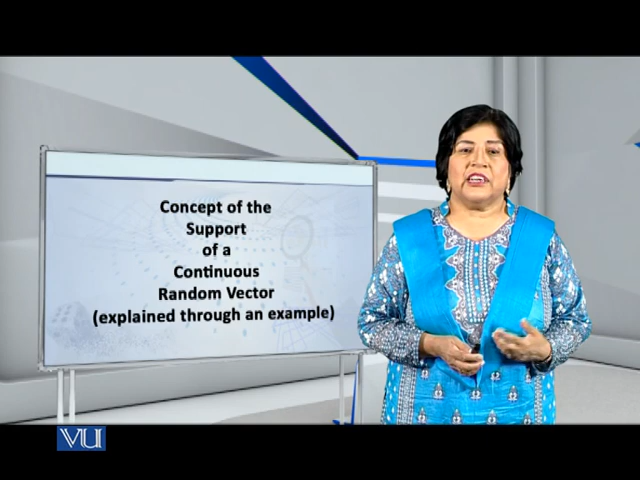 Concept of the
Support
of a
Continuous
Random Vector
(explained through an example)
VU